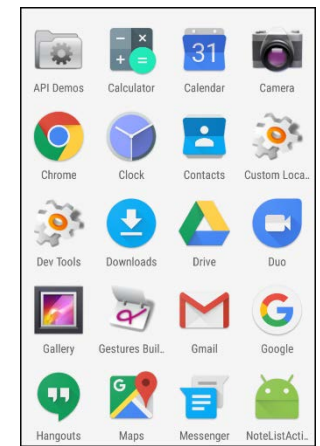 API Demos Calculator Calendar Camera
Chrome Clock Contacts Custom Loca..
Dev Tools Downloads Drive Duo
Gallery Gestures Buil.. Gmail Google
Hangouts Maps Messenger NoteListActi..
31
G
G